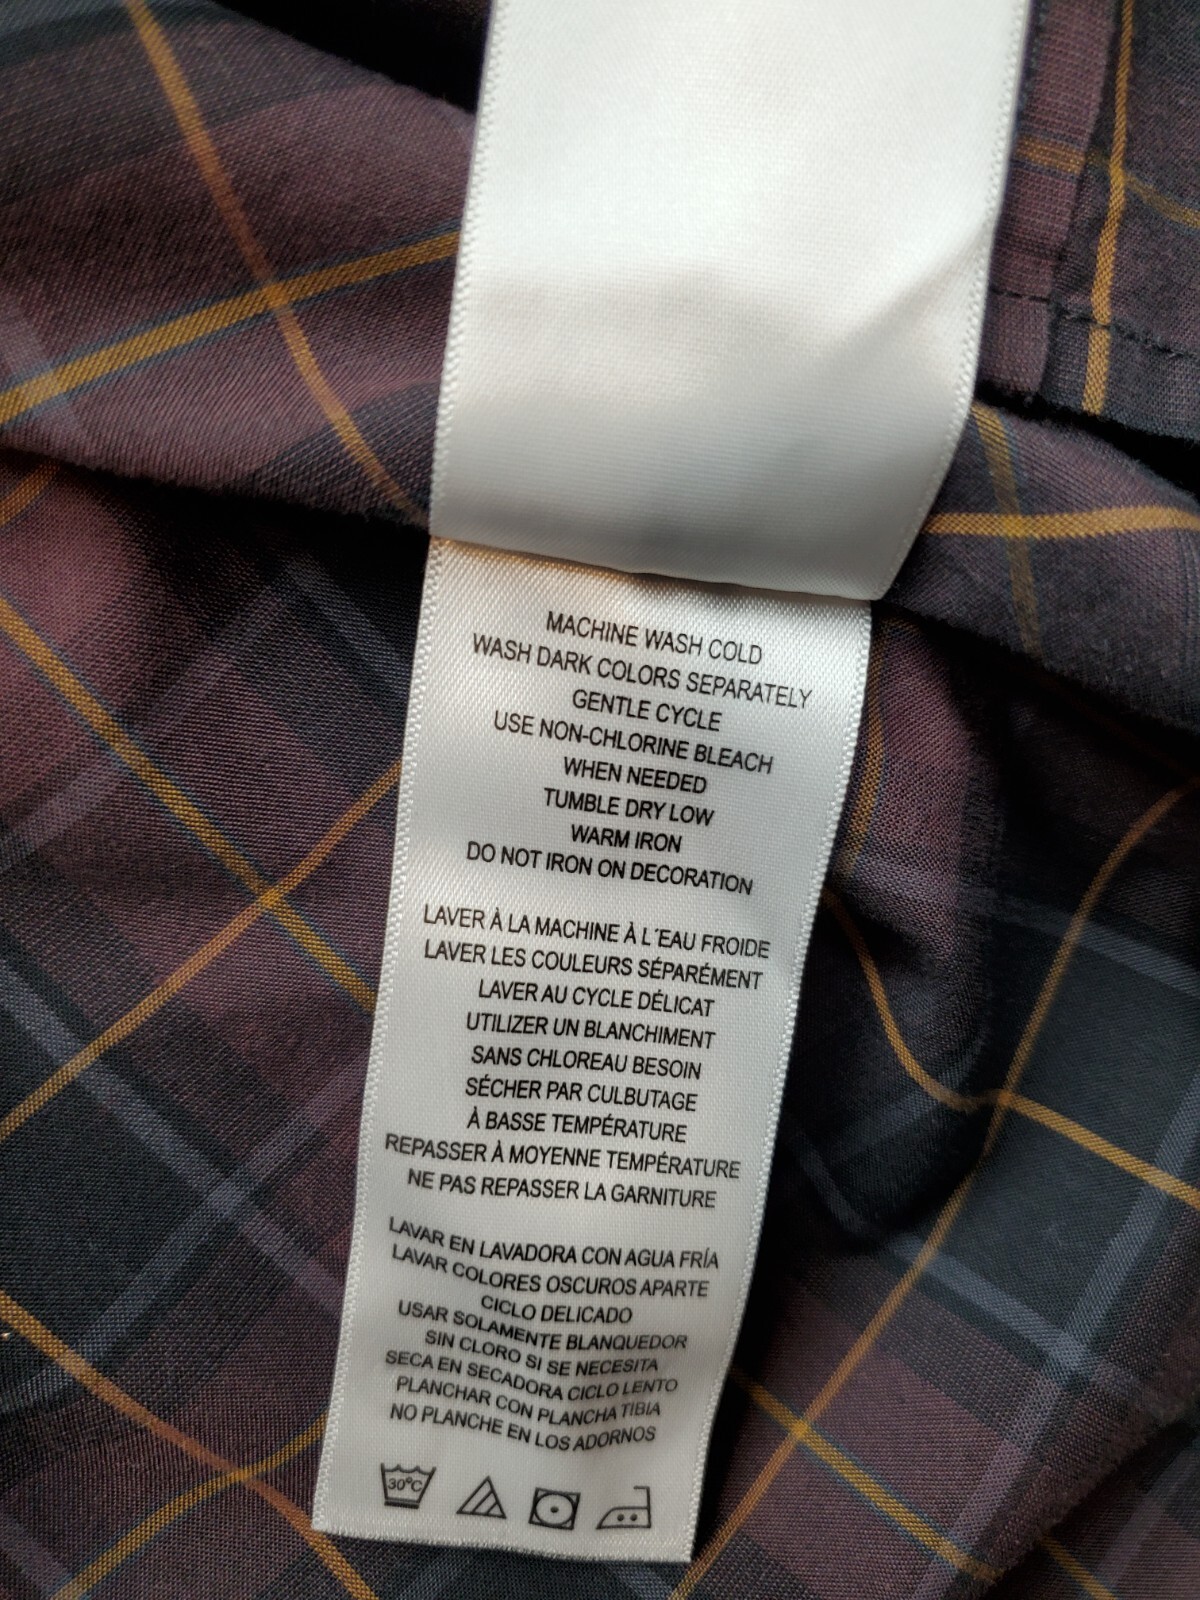 MACHINE WASH COLD
WASH DARK COLORS SEPARATELY
GENTLE CYCLE
USE NON-CHLORINE BLEACH
WHEN NEEDED
TUMBLE DRY LOW
WARM IRON
DO NOT IRON ON DECORATION
LAVER À LA MACHINE À L´EAU FROIDE
LAVER LES COULEURS SÉPARÉMENT
LAVER AU CYCLE DÉLICAT
UTILIZER UN BLANCHIMENT
SANS CHLOREAU BESOIN
SÉCHER PAR CULBUTAGE
À BASSE TEMPÉRATURE
REPASSER À MOYENNE TEMPÉRATURE
NE PAS REPASSER LA GARNITURE
LAVAR EN LAVADORA CON AGUA FRÍA
LAVAR COLORES OSCUROS APARTE
CICLO DELICADO
USAR SOLAMENTE BLANQUEDOR
SIN CLORO SI SE NECESITA
SECA EN SECADORA CICLO LENTO
PLANCHAR CON PLANCHA TIBIA
NO PLANCHE EN LOS ADORNOS
30°C